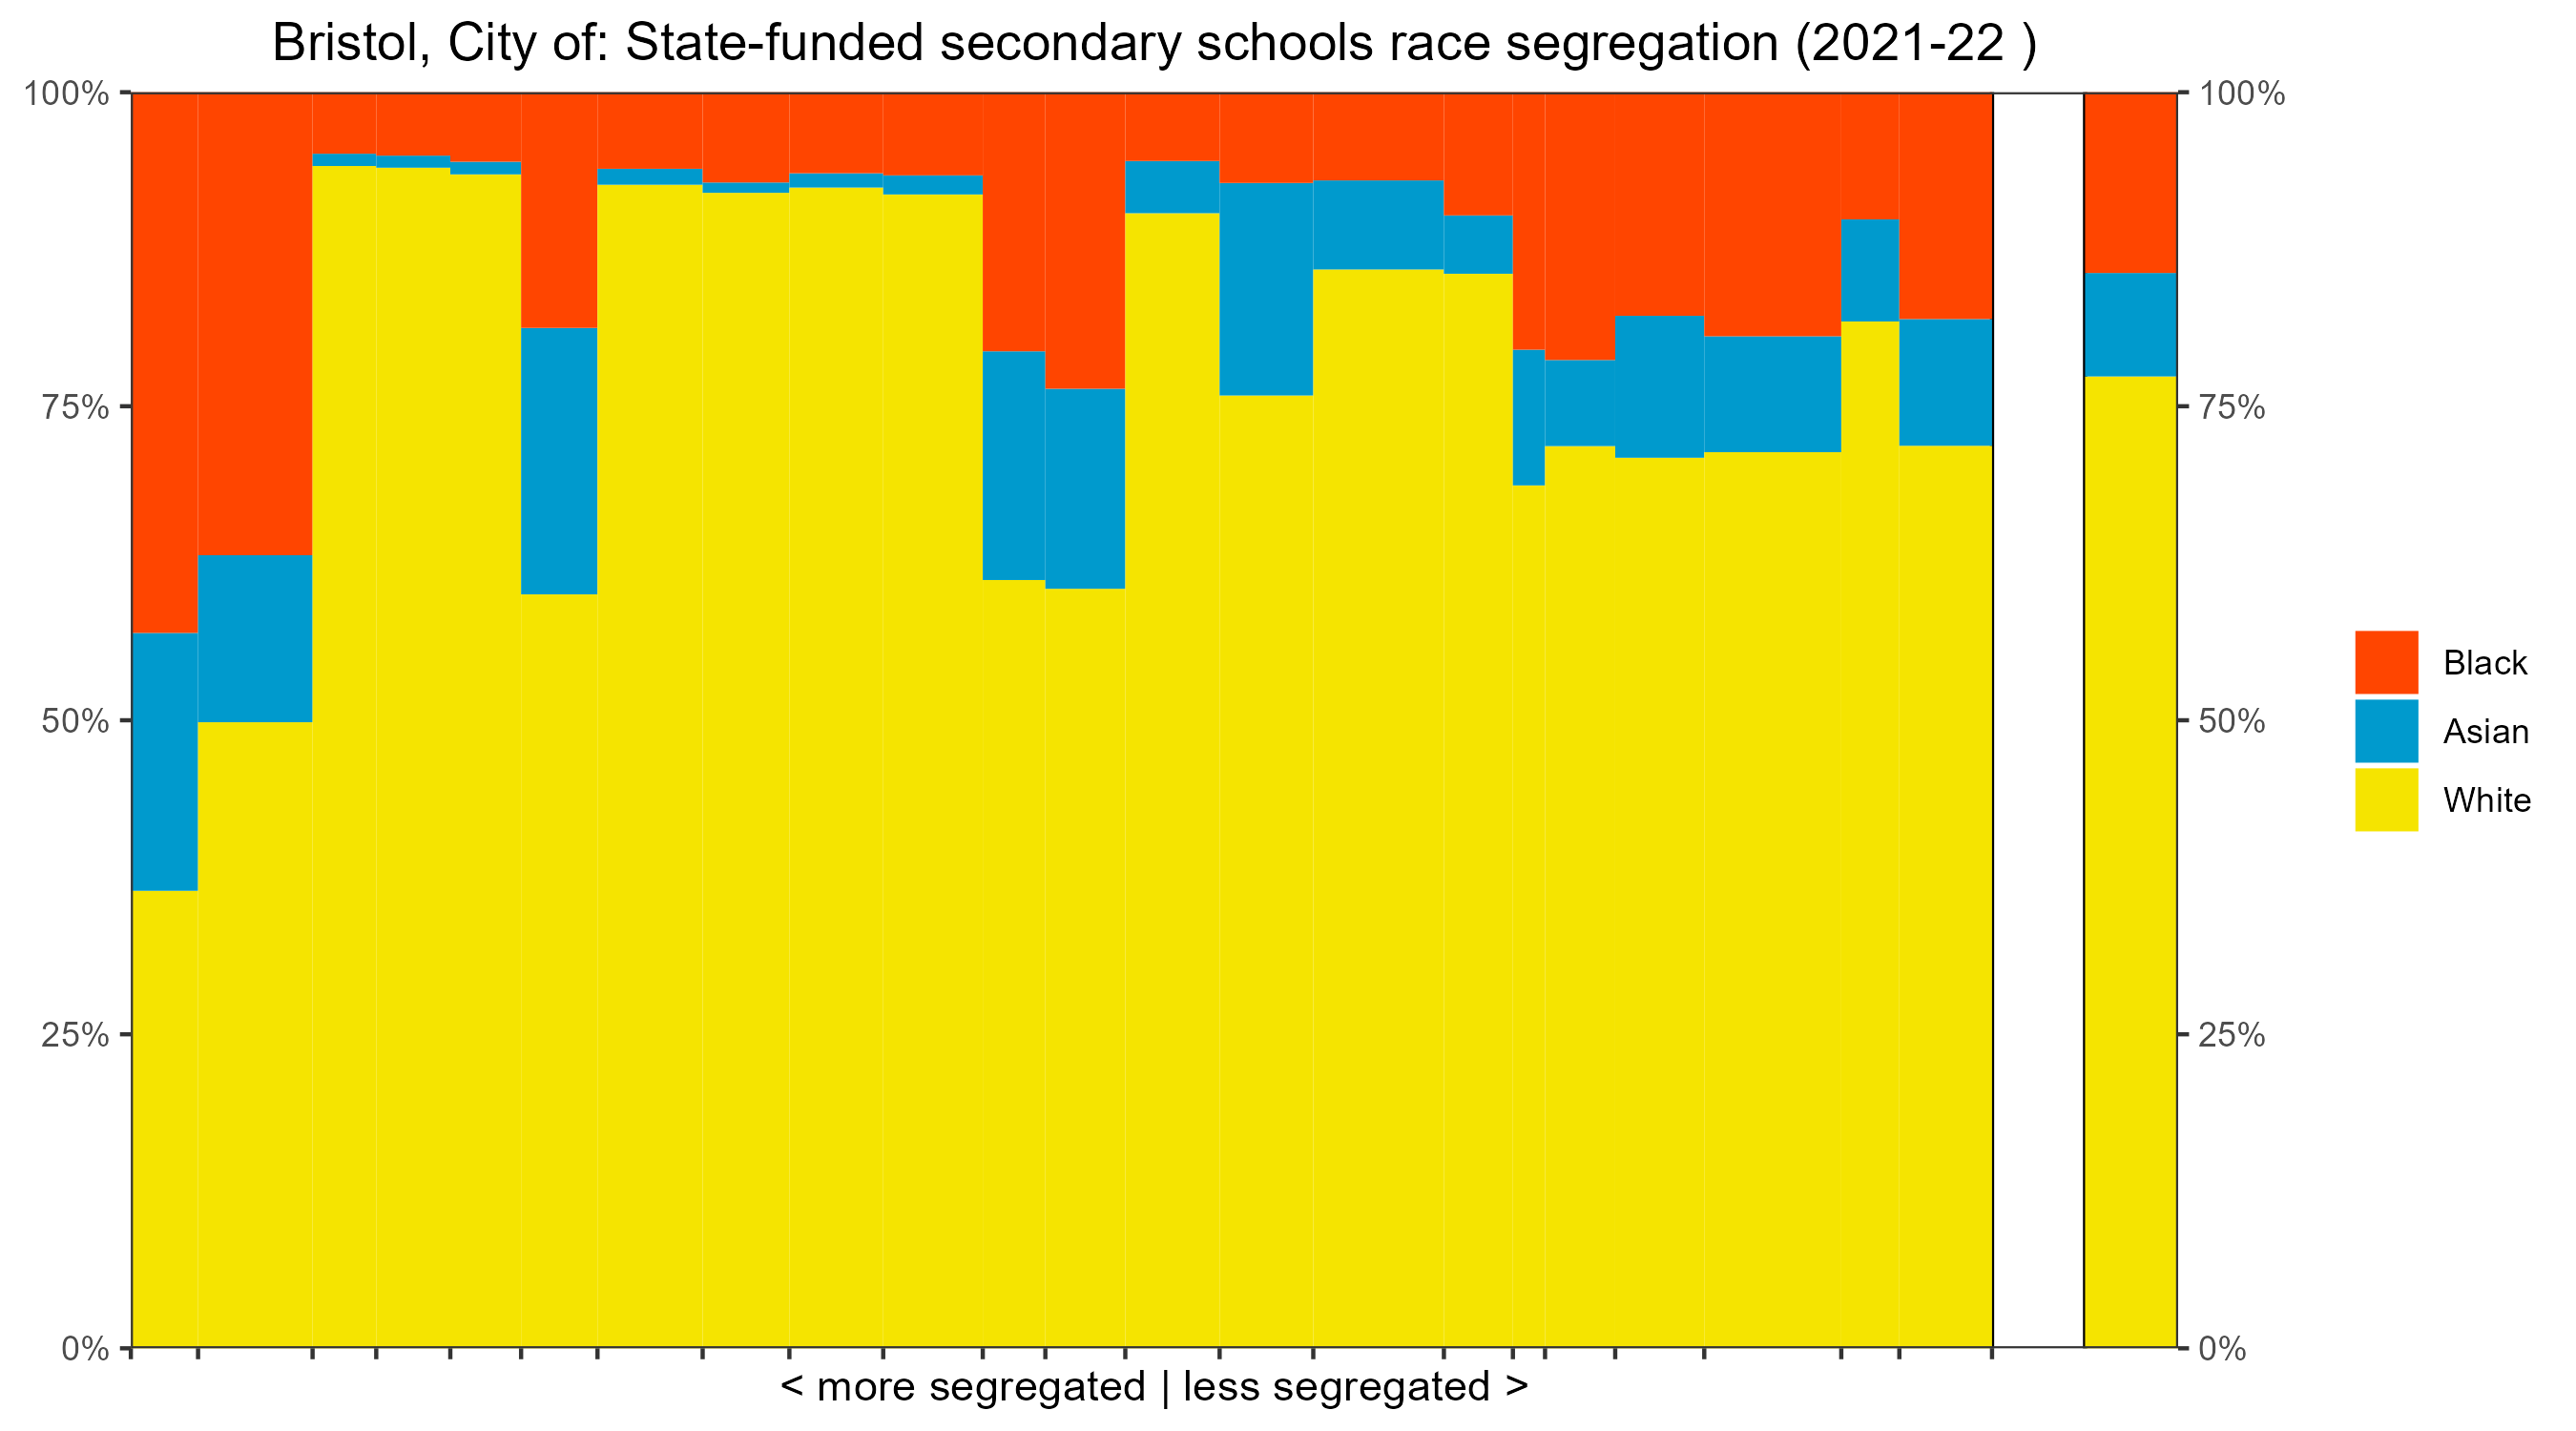 Bristol, City of: State-funded secondary schools race segregation (2021-22 )
100%
75%
50%
25%
0%
100%
75%
50%
25%
0%
Black
Asian
White
< more segregated | less segregated >